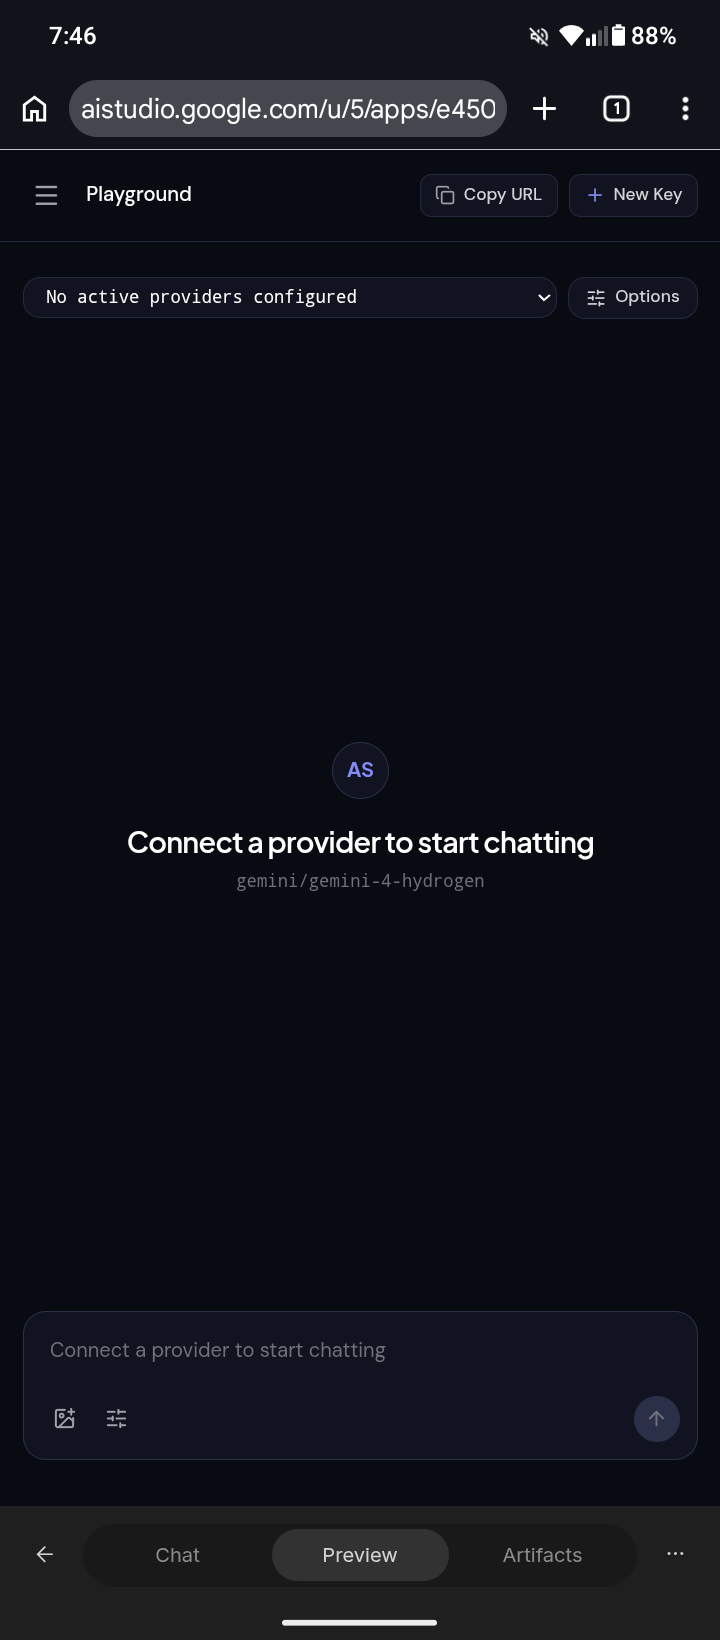 7:46
88%
aistudio.google.com/u/5/apps/e450
1
Playground
Copy URL
New Key
No active providers configured
Options
AS
Connect a provider to start chatting
gemini/gemini-4-hydrogen
Connect a provider to start chatting
Chat
Preview
Artifacts